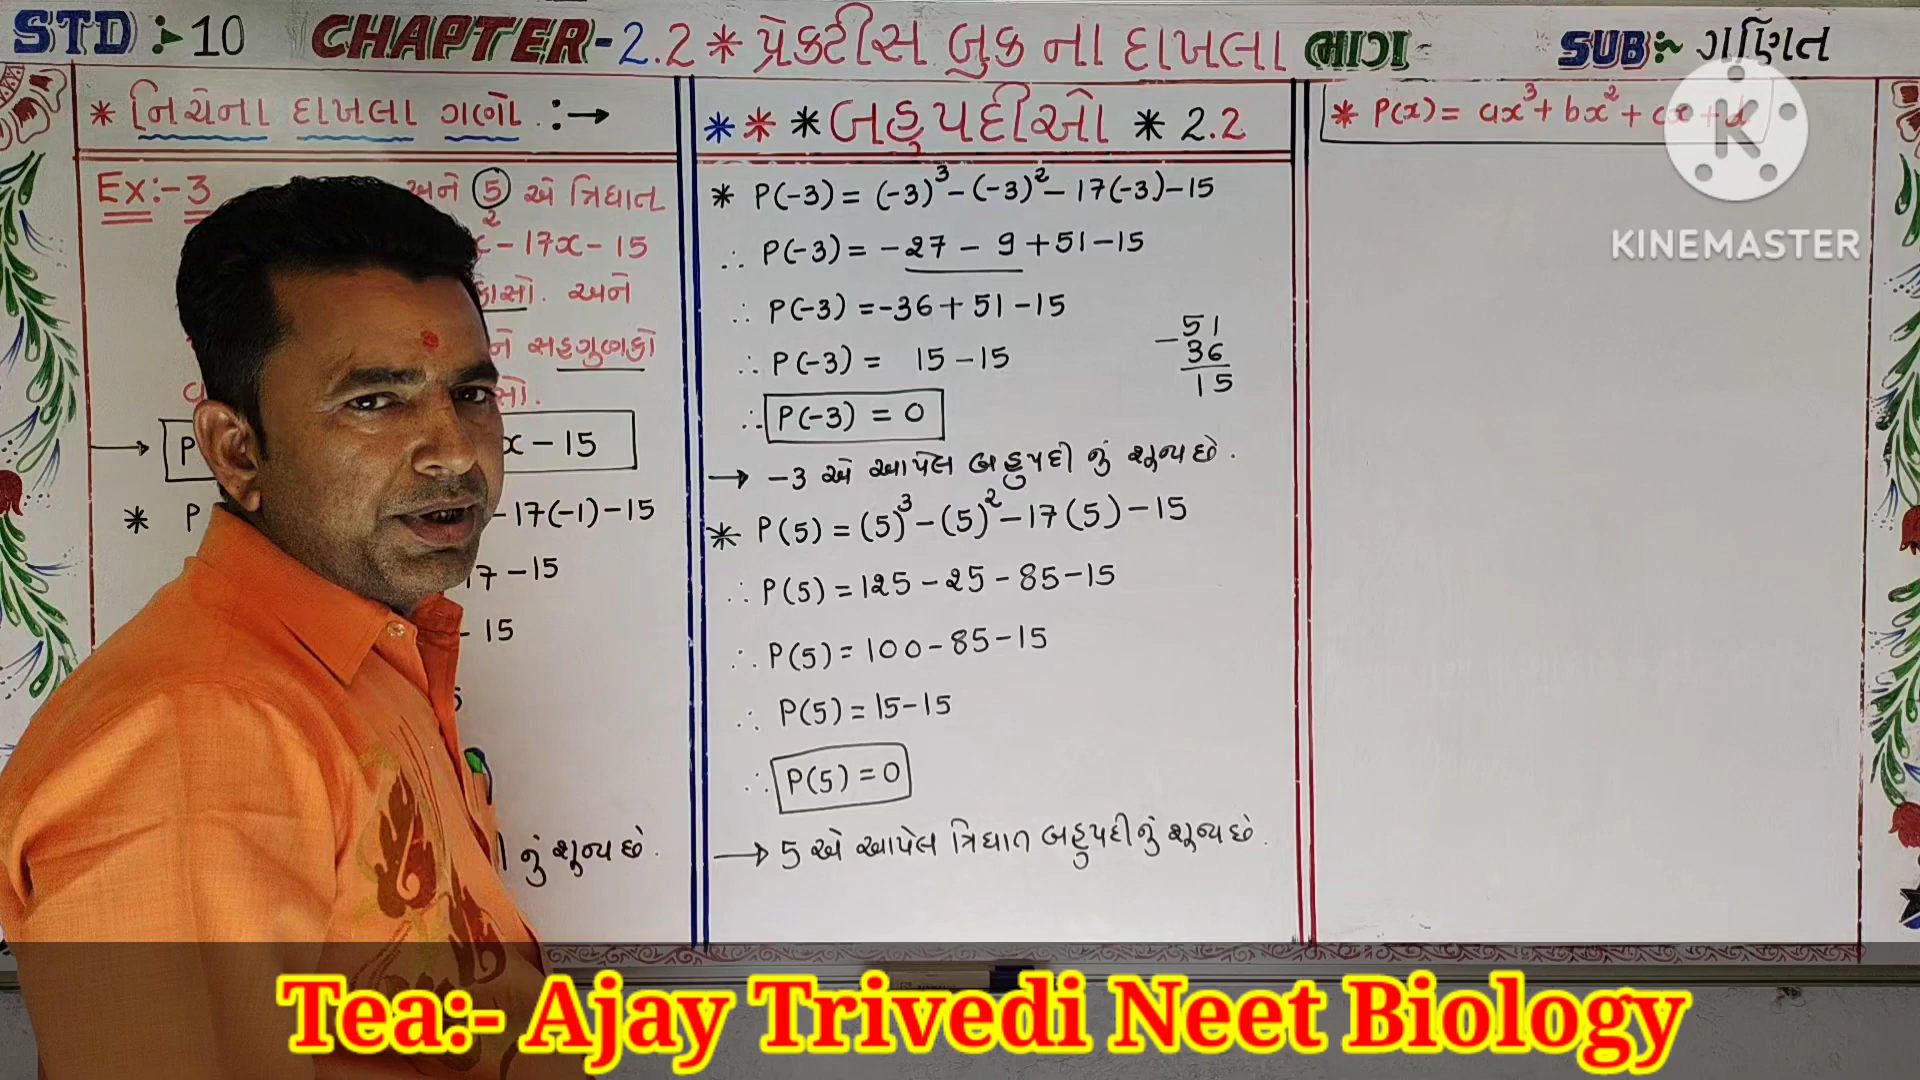 STD :- 10 CHAPTER-2.2 * પ્રેક્ટીસ બુક ના દાખલા ભાગ- SUB:~ ગણિત
* નિચેના દાખલા ગણો :→
Ex:-3 અને 5 એ ત્રિઘાત
2
x - 17x - 15
અને
ને સહગુણકો
P x - 15
* P - 17(-1) - 15
17 - 15
- 15
નું શૂન્ય છે.
* * * બહુપદીઓ * 2.2
* P(-3) = (-3)³ - (-3)² - 17(-3) - 15
∴ P(-3) = -27 - 9 + 51 - 15
∴ P(-3) = -36 + 51 - 15
∴ P(-3) = 15 - 15
∴ P(-3) = 0
- 51
36
15
→ -3 એ આપેલ બહુપદી નું શૂન્ય છે.
* P(5) = (5)³ - (5)² - 17(5) - 15
∴ P(5) = 125 - 25 - 85 - 15
∴ P(5) = 100 - 85 - 15
∴ P(5) = 15 - 15
∴ P(5) = 0
→ 5 એ આપેલ ત્રિઘાત બહુપદી નું શૂન્ય છે.
* P(x) = ax³ + bx² + cx + d
K
KINEMASTER
Tea:- Ajay Trivedi Neet Biology